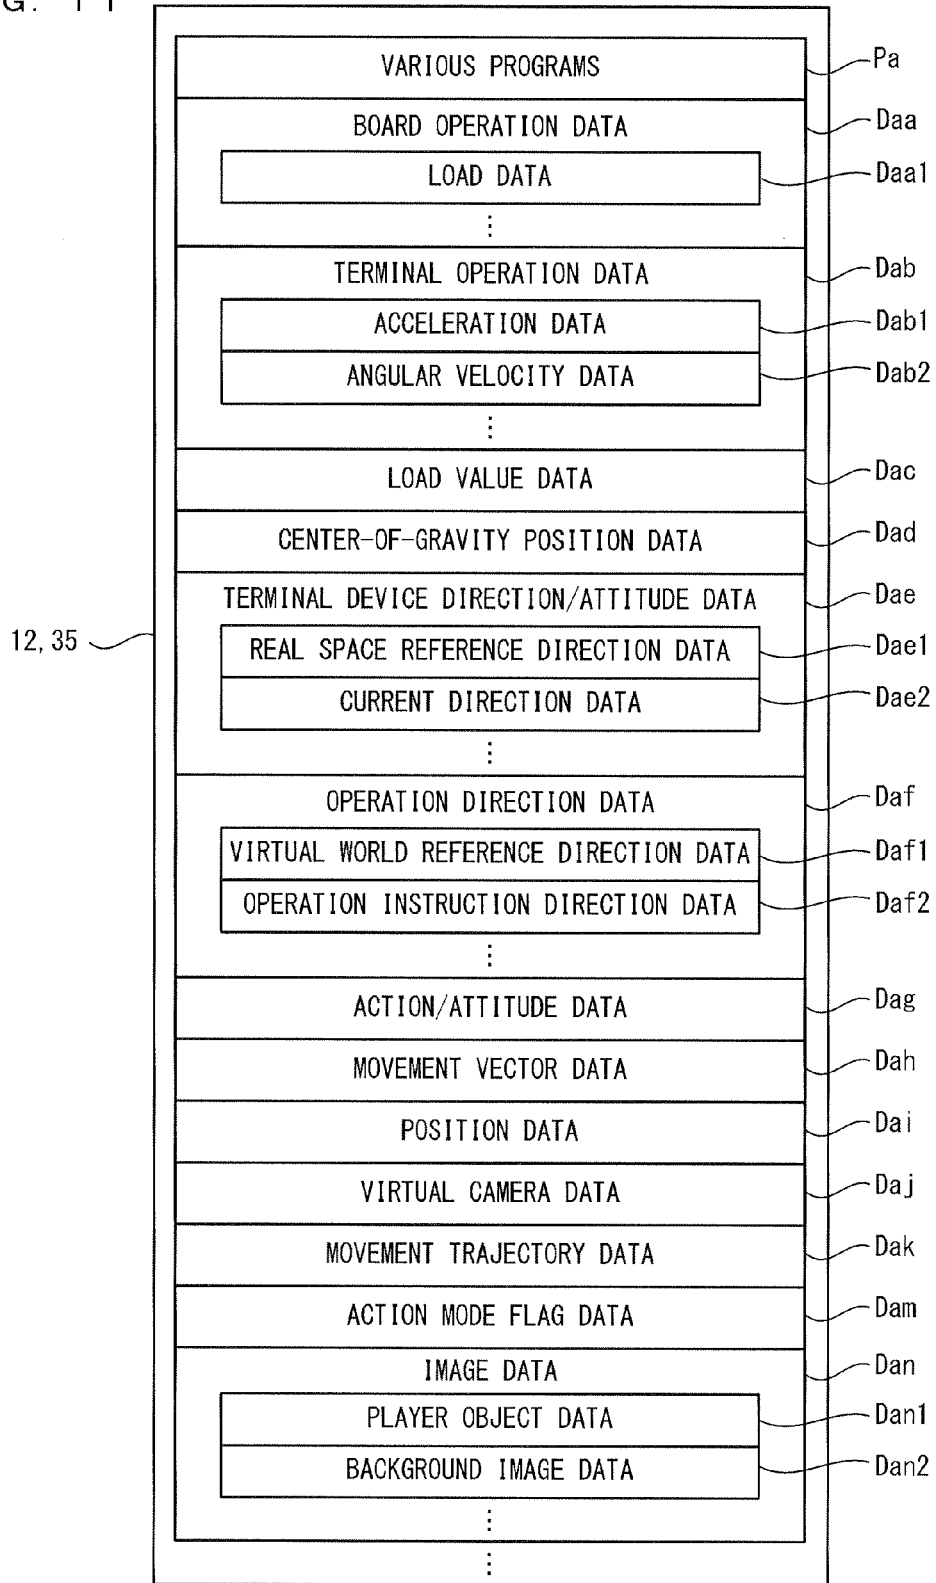 VARIOUS PROGRAMS Pa
BOARD OPERATION DATA Daa
LOAD DATA Daa1
TERMINAL OPERATION DATA Dab
ACCELERATION DATA Dab1
ANGULAR VELOCITY DATA Dab2
LOAD VALUE DATA Dac
CENTER-OF-GRAVITY POSITION DATA Dad
TERMINAL DEVICE DIRECTION/ATTITUDE DATA Dae
12, 35
REAL SPACE REFERENCE DIRECTION DATA Dae1
CURRENT DIRECTION DATA Dae2
OPERATION DIRECTION DATA Daf
VIRTUAL WORLD REFERENCE DIRECTION DATA Daf1
OPERATION INSTRUCTION DIRECTION DATA Daf2
ACTION/ATTITUDE DATA Dag
MOVEMENT VECTOR DATA Dah
POSITION DATA Dai
VIRTUAL CAMERA DATA Daj
MOVEMENT TRAJECTORY DATA Dak
ACTION MODE FLAG DATA Dam
IMAGE DATA Dan
PLAYER OBJECT DATA Dan1
BACKGROUND IMAGE DATA Dan2